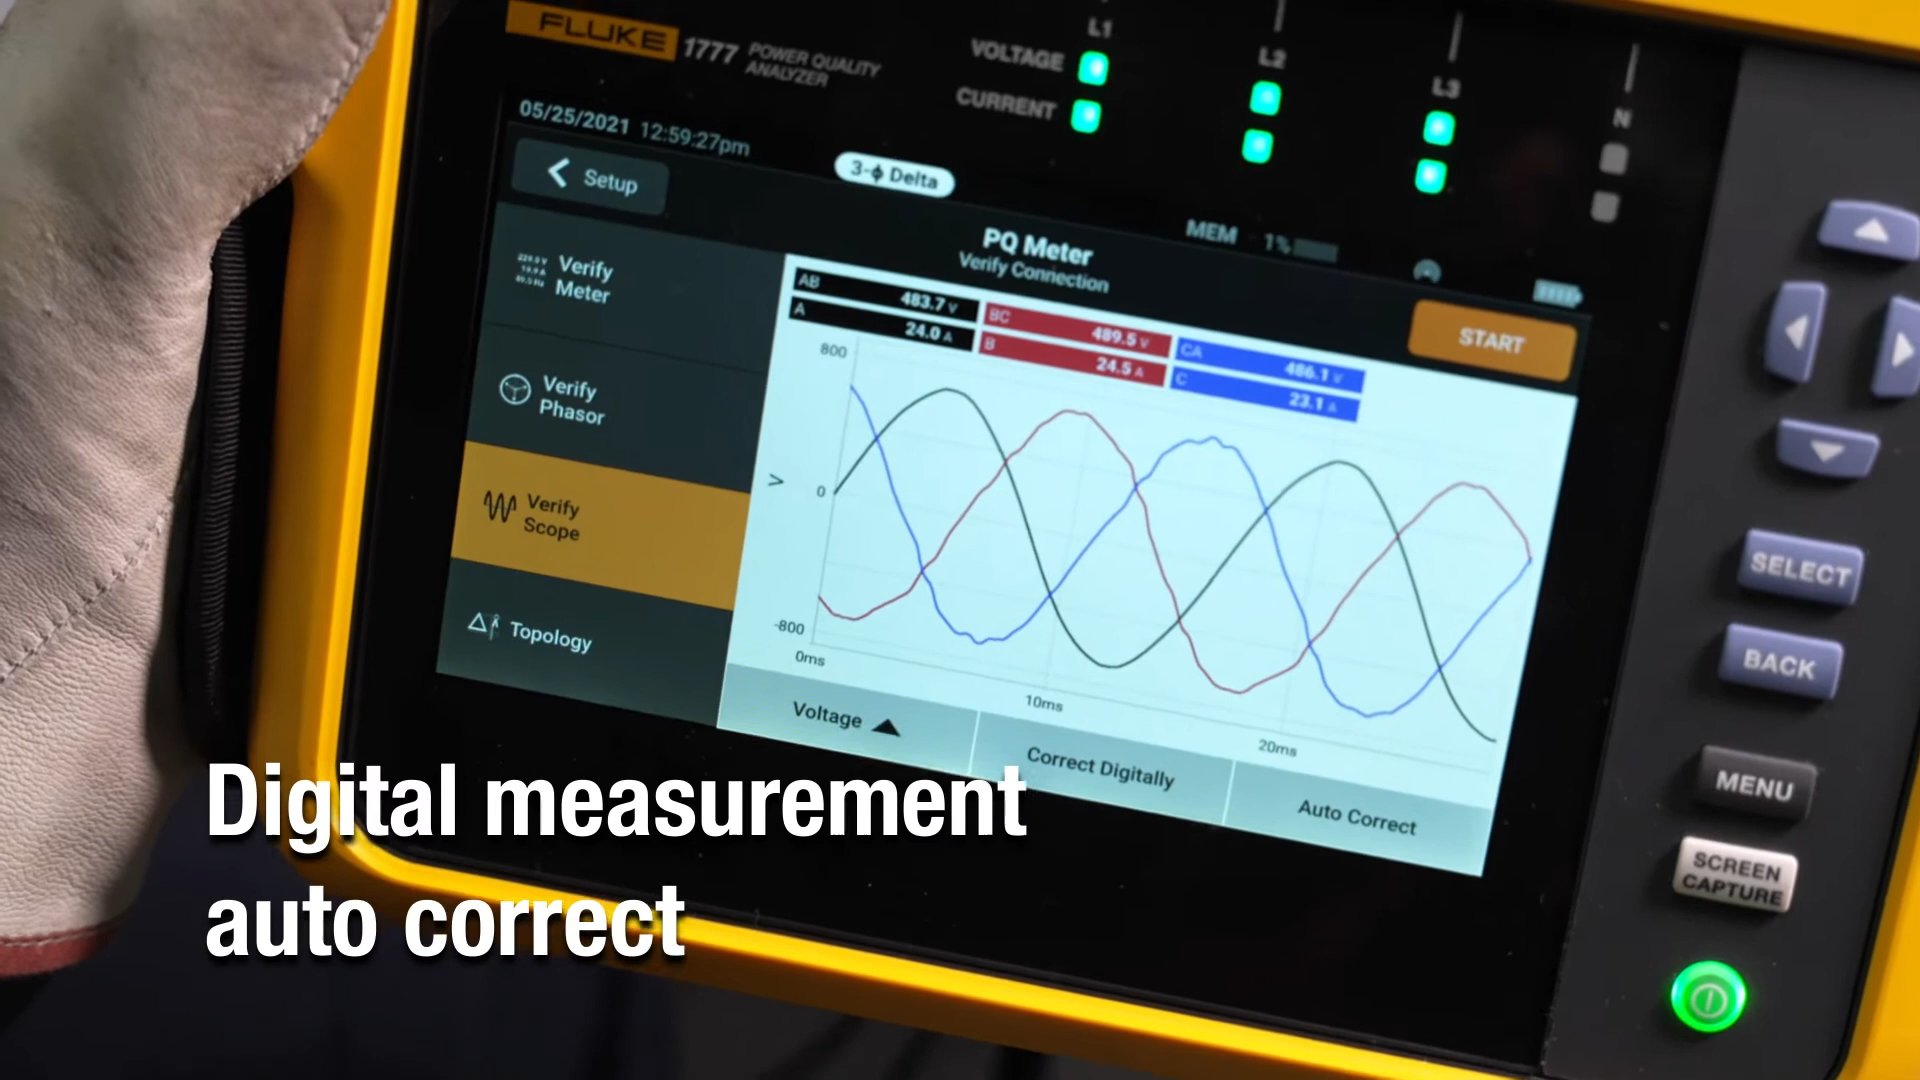 FLUKE 1777 POWER QUALITY
ANALYZER
L1
L2
L3
N
VOLTAGE
CURRENT
05/25/2021 12:59:27pm
3-ϕ Delta
Setup
MEM 1%
PQ Meter
Verify Connection
START
Verify
Meter
Verify
Phasor
Verify
Scope
Topology
AB 483.7 V
A 24.0 A
BC 489.5 V
B 24.5 A
CA 486.1 V
C 23.1 A
800
V
0
-800
0ms
10ms
20ms
Voltage
Correct Digitally
Auto Correct
SELECT
BACK
MENU
SCREEN
CAPTURE
Digital measurement
auto correct